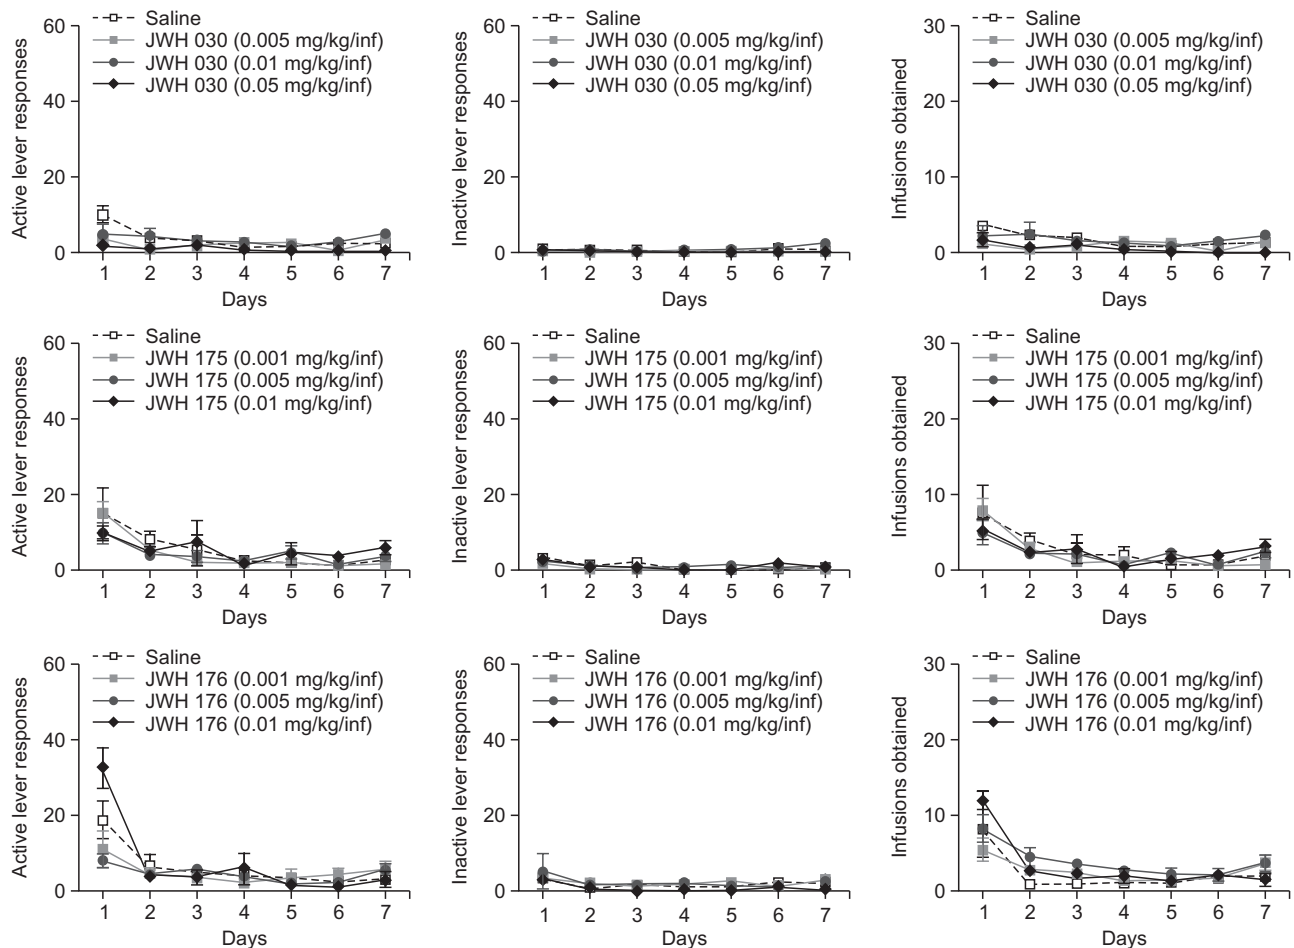 60
40
20
0
Active lever responses
Saline
JWH 030 (0.005 mg/kg/inf)
JWH 030 (0.01 mg/kg/inf)
JWH 030 (0.05 mg/kg/inf)
1 2 3 4 5 6 7
Days
60
40
20
0
Inactive lever responses
Saline
JWH 030 (0.005 mg/kg/inf)
JWH 030 (0.01 mg/kg/inf)
JWH 030 (0.05 mg/kg/inf)
1 2 3 4 5 6 7
Days
30
20
10
0
Infusions obtained
Saline
JWH 030 (0.005 mg/kg/inf)
JWH 030 (0.01 mg/kg/inf)
JWH 030 (0.05 mg/kg/inf)
1 2 3 4 5 6 7
Days
60
40
20
0
Active lever responses
Saline
JWH 175 (0.001 mg/kg/inf)
JWH 175 (0.005 mg/kg/inf)
JWH 175 (0.01 mg/kg/inf)
1 2 3 4 5 6 7
Days
60
40
20
0
Inactive lever responses
Saline
JWH 175 (0.001 mg/kg/inf)
JWH 175 (0.005 mg/kg/inf)
JWH 175 (0.01 mg/kg/inf)
1 2 3 4 5 6 7
Days
30
20
10
0
Infusions obtained
Saline
JWH 175 (0.001 mg/kg/inf)
JWH 175 (0.005 mg/kg/inf)
JWH 175 (0.01 mg/kg/inf)
1 2 3 4 5 6 7
Days
60
40
20
0
Active lever responses
Saline
JWH 176 (0.001 mg/kg/inf)
JWH 176 (0.005 mg/kg/inf)
JWH 176 (0.01 mg/kg/inf)
1 2 3 4 5 6 7
Days
60
40
20
0
Inactive lever responses
Saline
JWH 176 (0.001 mg/kg/inf)
JWH 176 (0.005 mg/kg/inf)
JWH 176 (0.01 mg/kg/inf)
1 2 3 4 5 6 7
Days
30
20
10
0
Infusions obtained
Saline
JWH 176 (0.001 mg/kg/inf)
JWH 176 (0.005 mg/kg/inf)
JWH 176 (0.01 mg/kg/inf)
1 2 3 4 5 6 7
Days